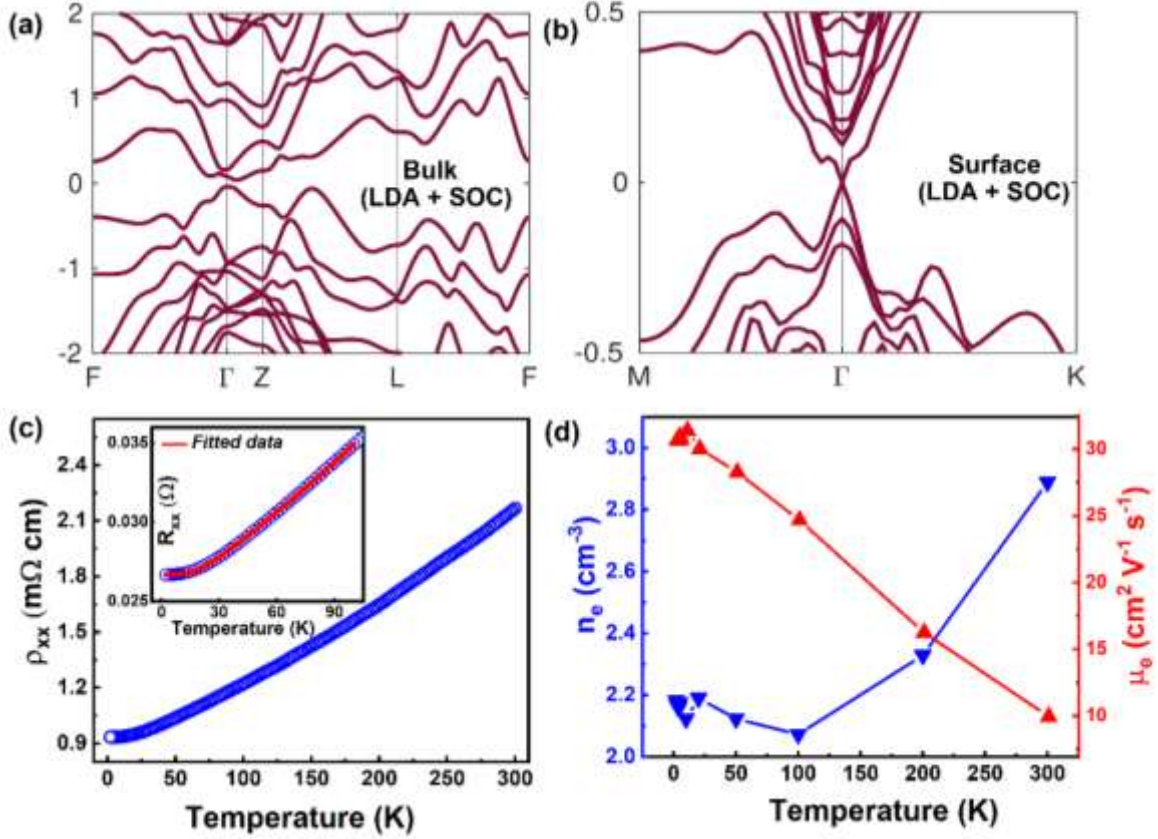 (a)
2
1
0
-1
-2
F
Γ
Z
L
F
Bulk
(LDA + SOC)
(b)
0.5
0
-0.5
M
Γ
K
Surface
(LDA + SOC)
(c)
ρxx (mΩ cm)
2.4
2.1
1.8
1.5
1.2
0.9
0
50
100
150
200
250
300
Temperature (K)
Fitted data
Rxx (Ω)
0.035
0.030
0.025
0
30
60
90
Temperature (K)
(d)
ne (cm⁻³)
3.0
2.8
2.6
2.4
2.2
2.0
0
50
100
150
200
250
300
Temperature (K)
30
25
20
15
10
μe (cm² V⁻¹ s⁻¹)